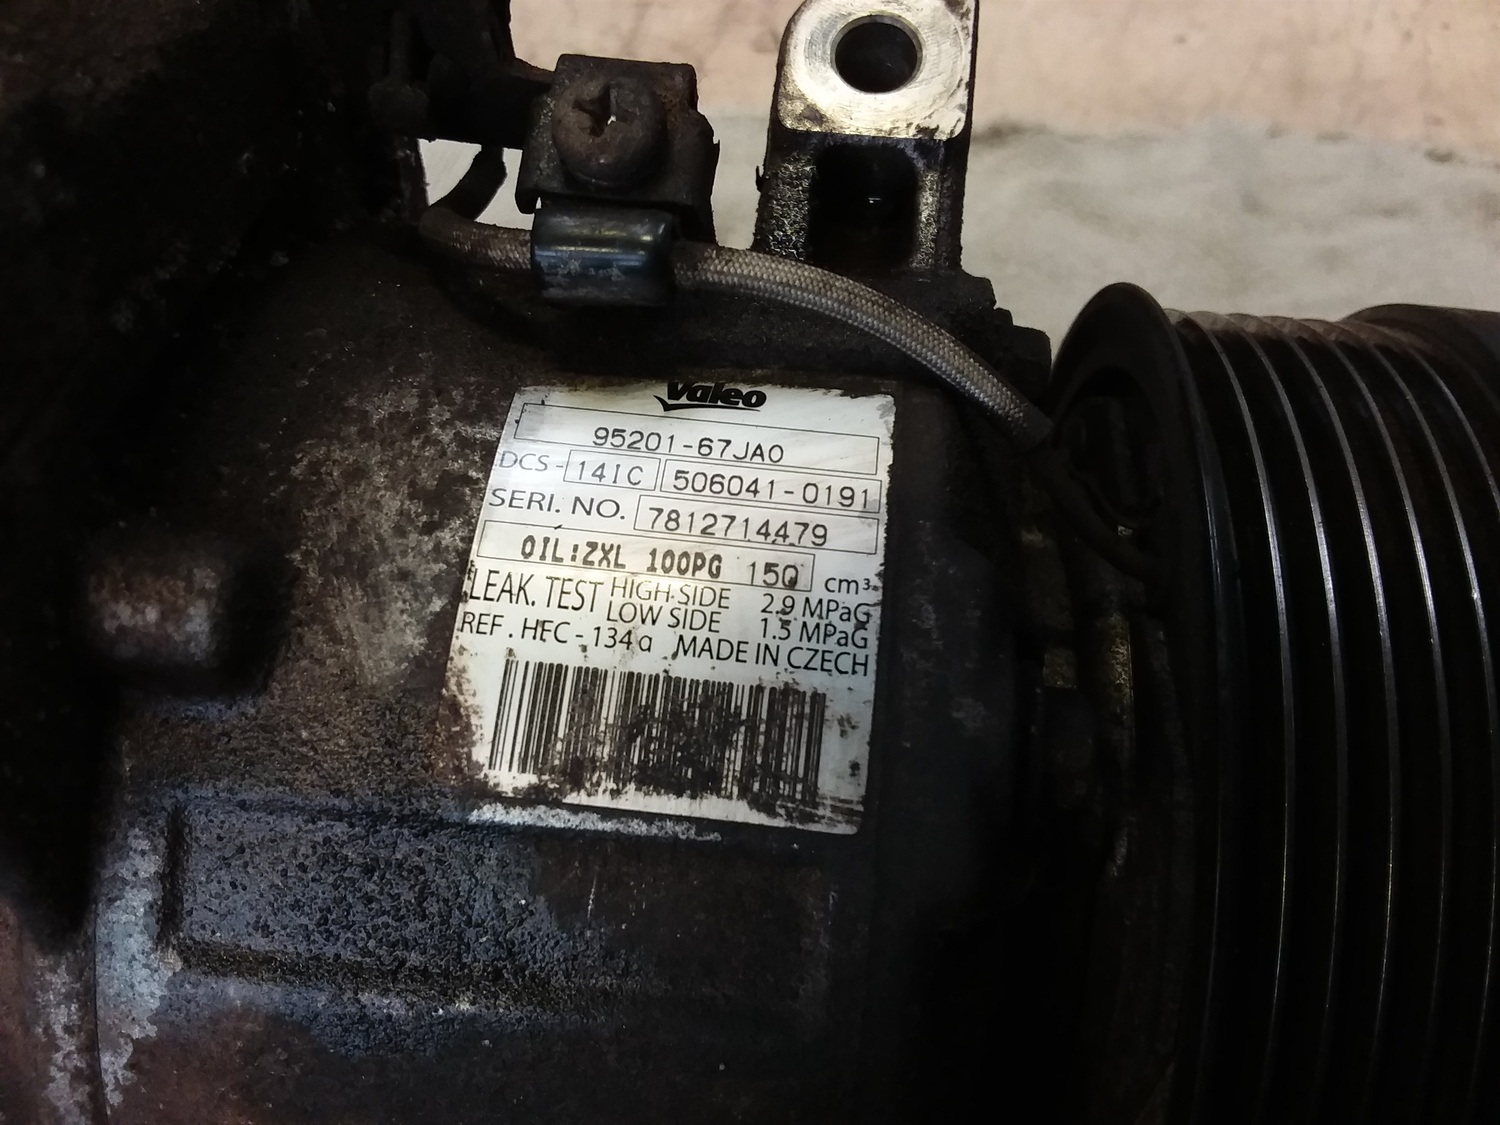 Valeo
95201-67JA0
DCS- 14IC 506041-0191
SERI. NO. 7812714479
OIL:ZXL 100PG 150 cm³
LEAK. TEST HIGH SIDE 2.9 MPaG
LOW SIDE 1.5 MPaG
REF. HFC-134a MADE IN CZECH